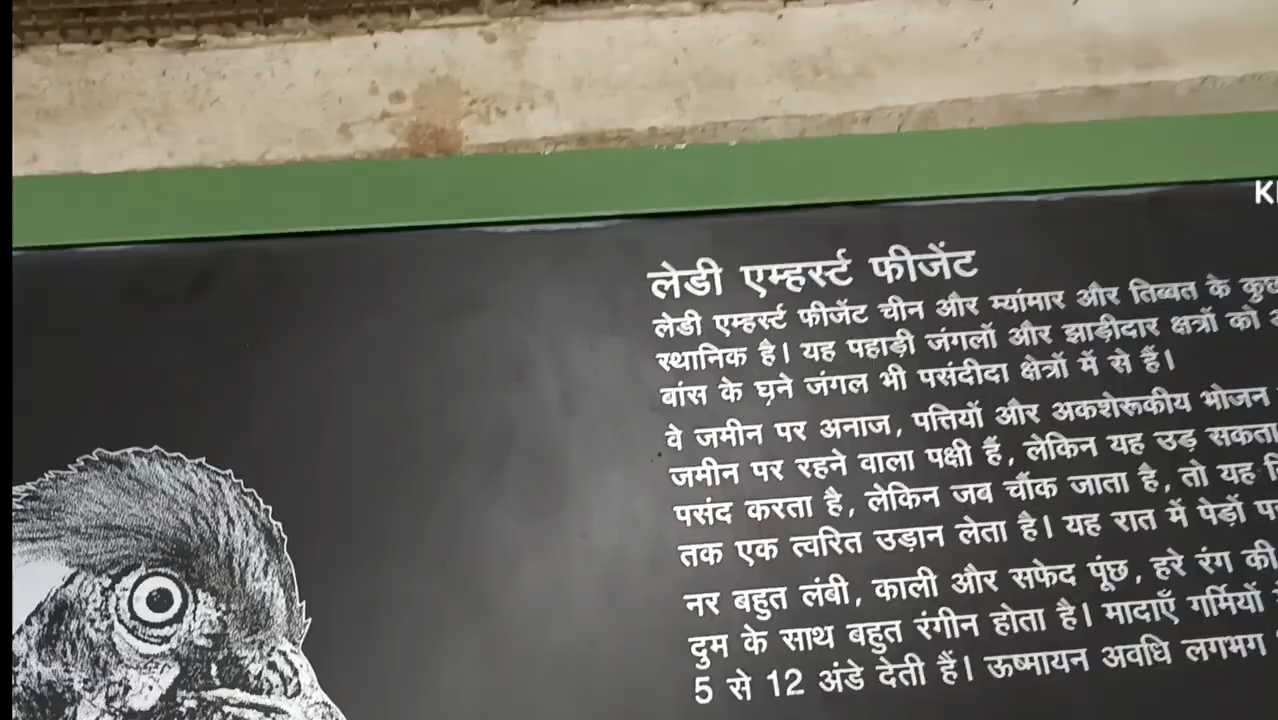 लेडी एम्हर्स्ट फीजेंट
लेडी एम्हर्स्ट फीजेंट चीन और म्यांमार और तिब्बत के कुछ
स्थानिक है। यह पहाड़ी जंगलों और झाड़ीदार क्षत्रों को
बांस के घ़ने जंगल भी पसंदीदा क्षेत्रों में से हैं।
वे जमीन पर अनाज, पत्तियों और अकशेरूकीय भोजन
जमीन पर रहने वाला पक्षी हैं, लेकिन यह उड़ सकता
पसंद करता है, लेकिन जब चौंक जाता है, तो यह
तक एक त्वरित उड़ान लेता है। यह रात में पेड़ों
नर बहुत लंबी, काली और सफेद पूंछ, हरे रंग की
दुम के साथ बहुत रंगीन होता है। मादाएँ गर्मियों
5 से 12 अंडे देती हैं। ऊष्मायन अवधि लगभग